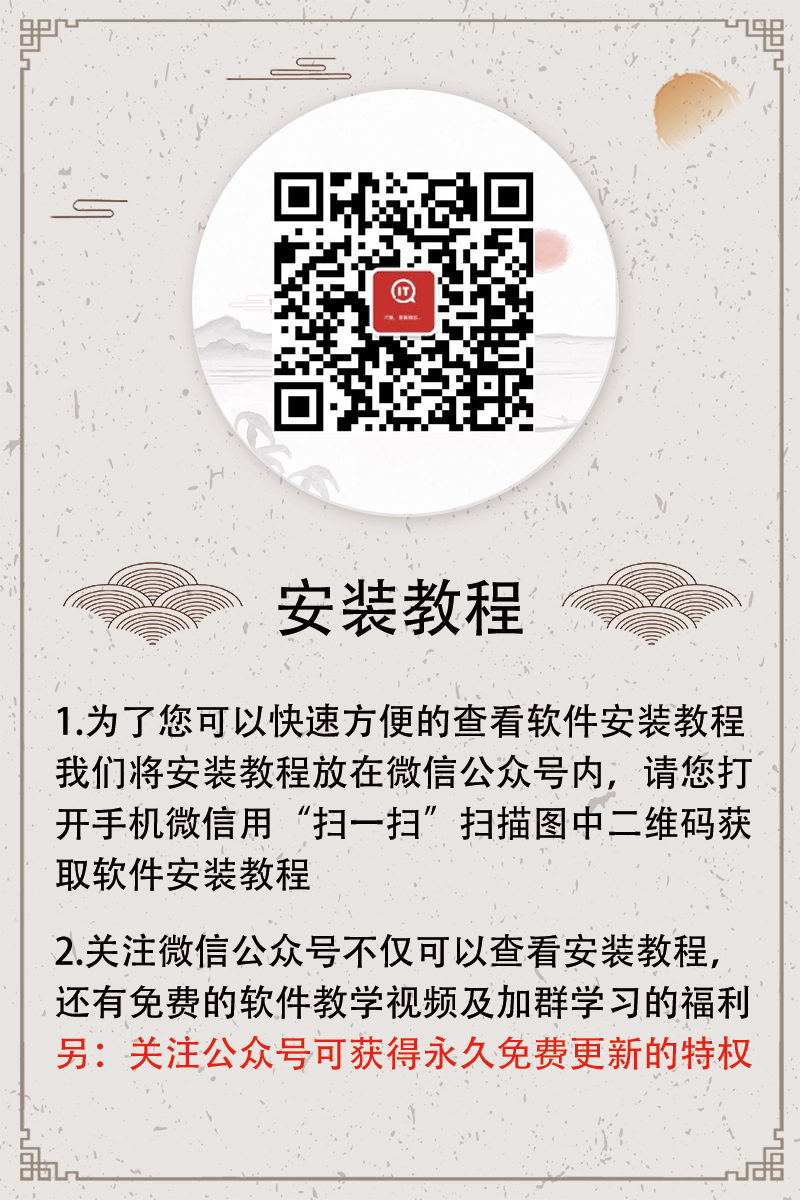 IT
安装教程
1.为了您可以快速方便的查看软件安装教程
我们将安装教程放在微信公众号内，请您打
开手机微信用“扫一扫”扫描图中二维码获
取软件安装教程
2.关注微信公众号不仅可以查看安装教程，
还有免费的软件教学视频及加群学习的福利
另：关注公众号可获得永久免费更新的特权